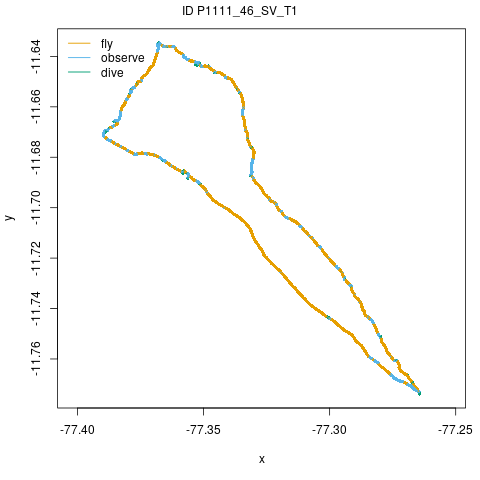 ID P1111_46_SV_T1
fly
observe
dive
-11.64
-11.66
-11.68
-11.70
-11.72
-11.74
-11.76
y
-77.40
-77.35
-77.30
-77.25
x